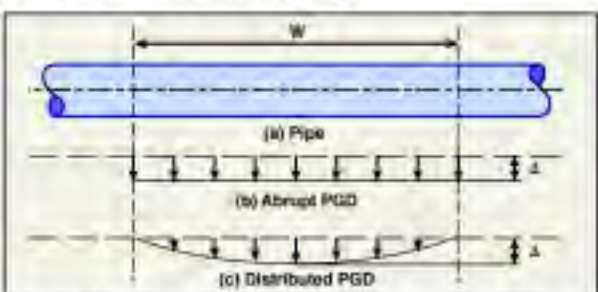 W
(a) Pipe
Δ
(b) Abrupt PGD
Δ
(c) Distributed PGD